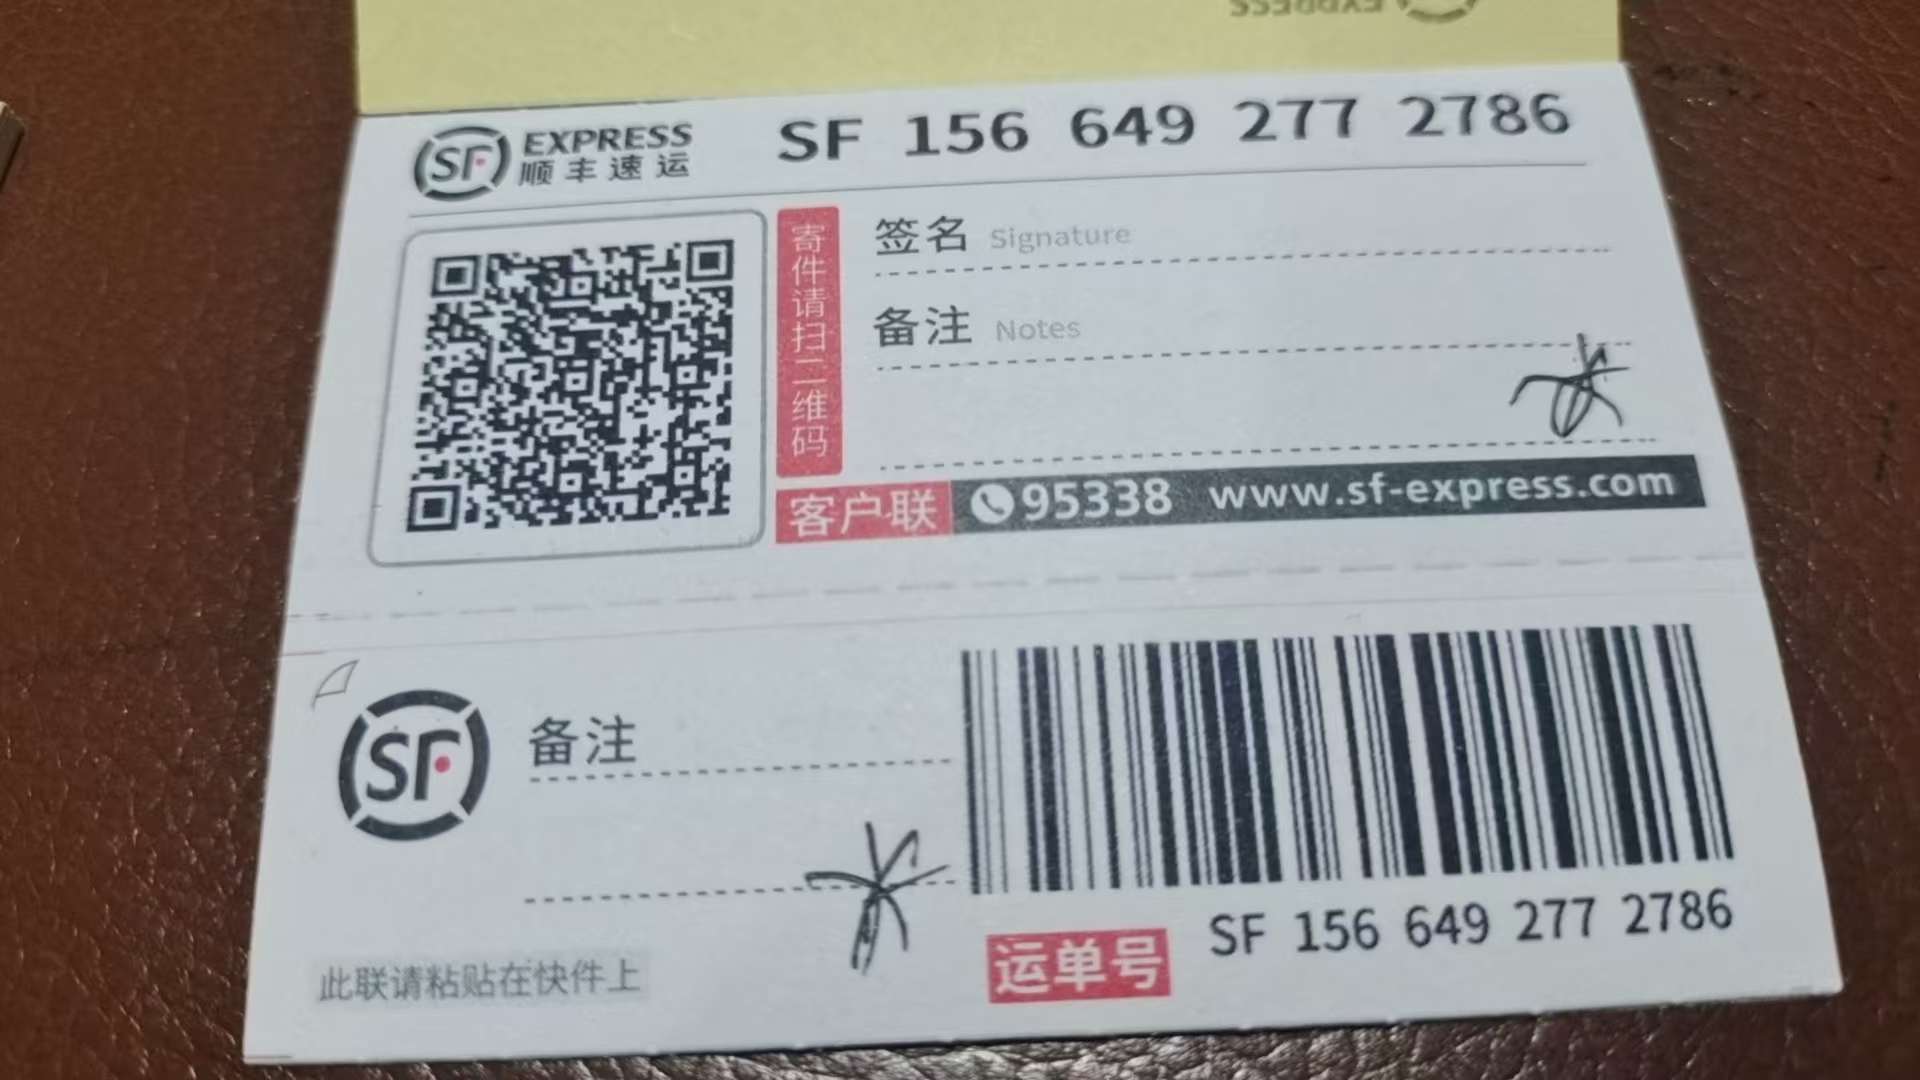 EXPRESS
SF EXPRESS
顺丰速运
SF 156 649 277 2786
寄件请扫二维码
签名 Signature
备注 Notes
客户联 95338 www.sf-express.com
SF
备注
此联请粘贴在快件上
运单号 SF 156 649 277 2786